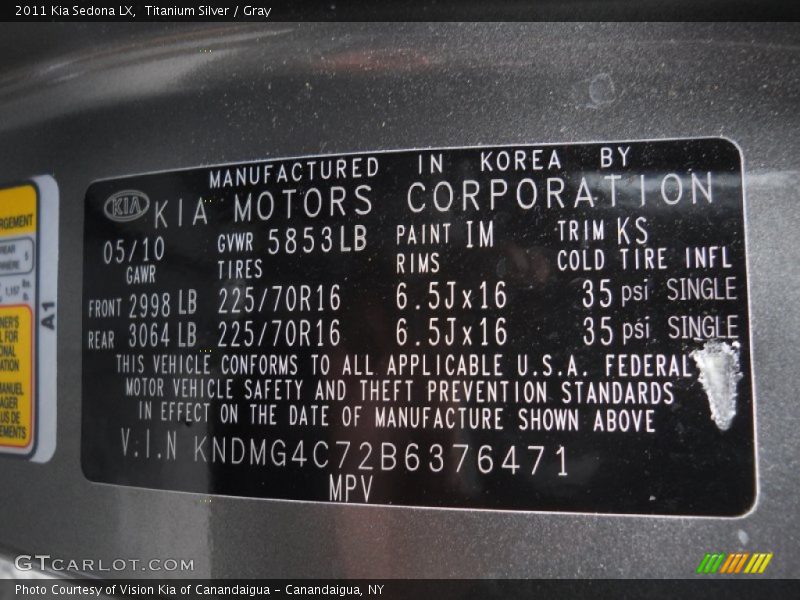 2011 Kia Sedona LX, Titanium Silver / Gray
MANUFACTURED IN KOREA BY
KIA KIA MOTORS CORPORATION
05/10 GVWR 5853LB PAINT IM TRIM KS
GAWR TIRES RIMS COLD TIRE INFL
FRONT 2998 LB 225/70R16 6.5Jx16 35 psi SINGLE
REAR 3064 LB 225/70R16 6.5Jx16 35 psi SINGLE
THIS VEHICLE CONFORMS TO ALL APPLICABLE U.S.A. FEDERAL
MOTOR VEHICLE SAFETY AND THEFT PREVENTION STANDARDS
IN EFFECT ON THE DATE OF MANUFACTURE SHOWN ABOVE
V.I.N KNDMG4C72B6376471
MPV
A1
GTCARLOT.COM
Photo Courtesy of Vision Kia of Canandaigua - Canandaigua, NY